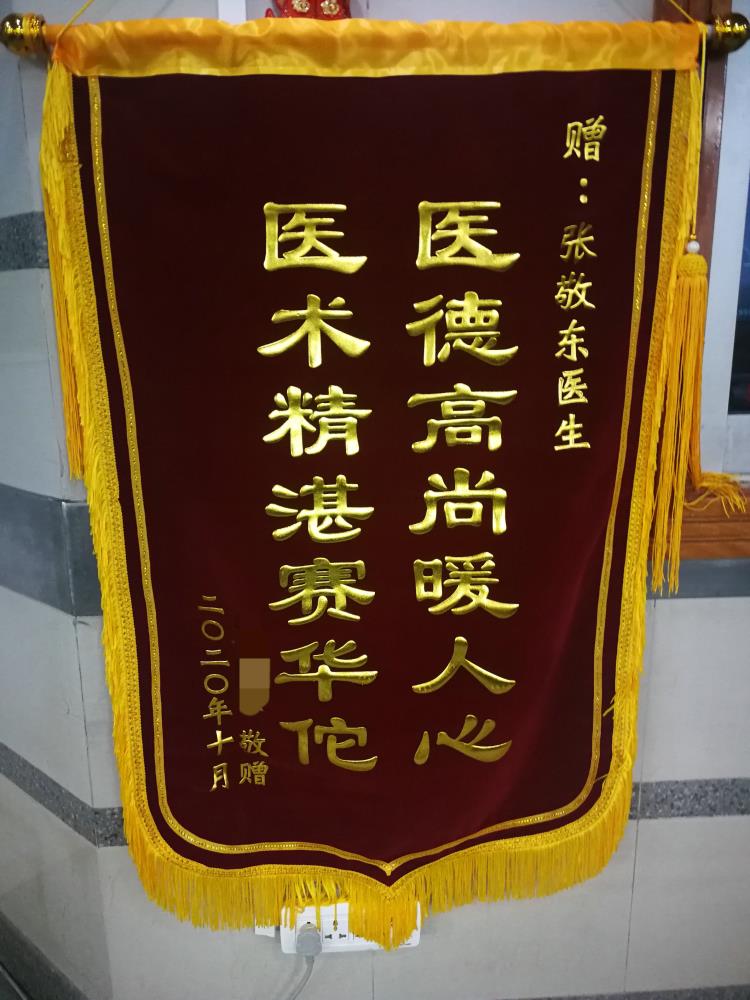 赠：张敬东医生
医德高尚暖人心
医术精湛赛华佗
敬赠
二〇二〇年十月